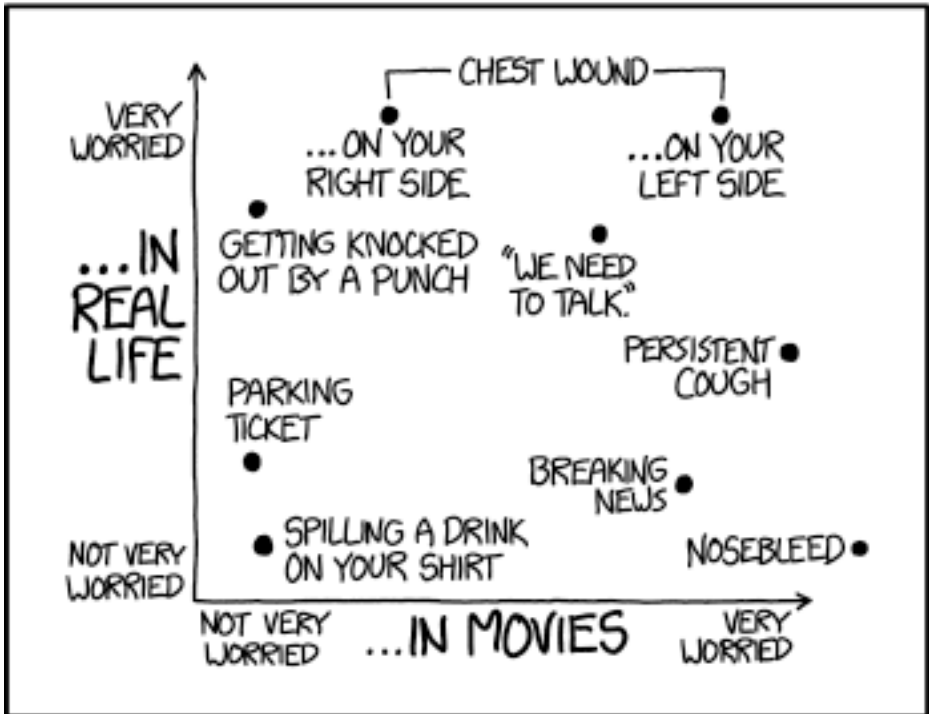 CHEST WOUND
VERY
WORRIED
...ON YOUR
RIGHT SIDE
...ON YOUR
LEFT SIDE
GETTING KNOCKED
OUT BY A PUNCH
"WE NEED
TO TALK."
...IN
REAL
LIFE
PERSISTENT
COUGH
PARKING
TICKET
BREAKING
NEWS
SPILLING A DRINK
ON YOUR SHIRT
NOSEBLEED
NOT VERY
WORRIED
NOT VERY
WORRIED
...IN MOVIES
VERY
WORRIED